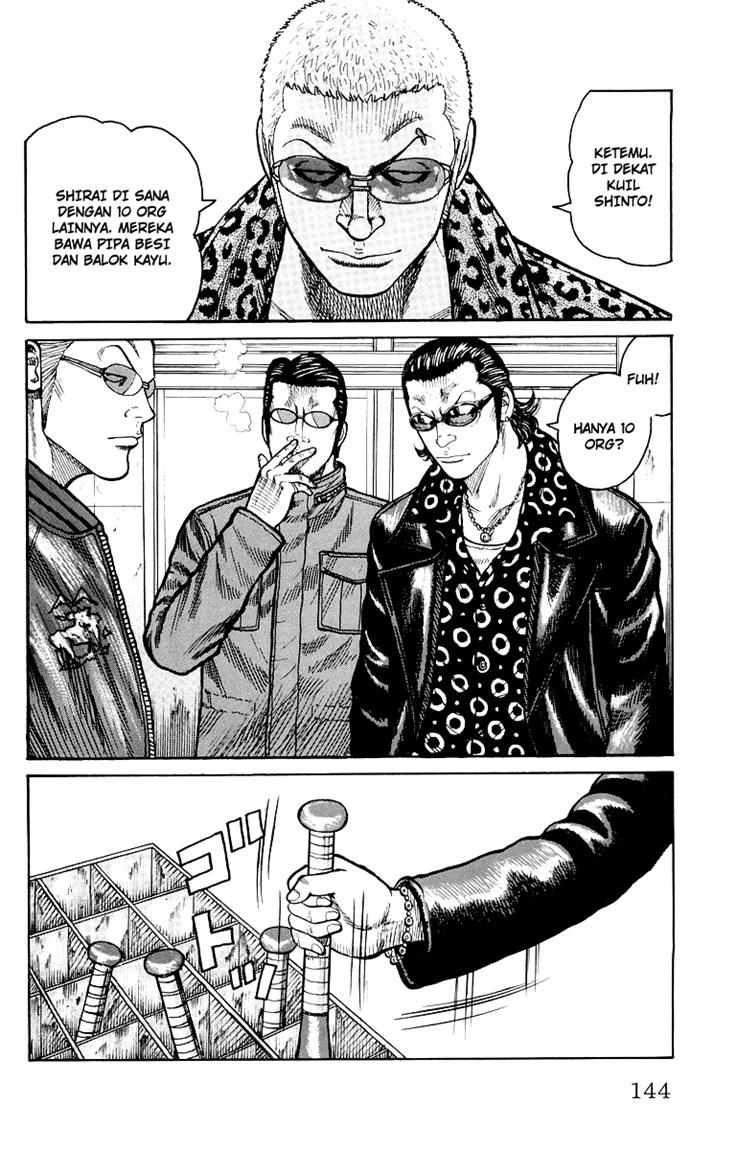 KETEMU.
DI DEKAT
KUIL
SHINTO!
SHIRAI DI SANA
DENGAN 10 ORG
LAINNYA. MEREKA
BAWA PIPA BESI
DAN BALOK KAYU.
FUH!
HANYA 10
ORG?
ゴ
ト
ッ
144